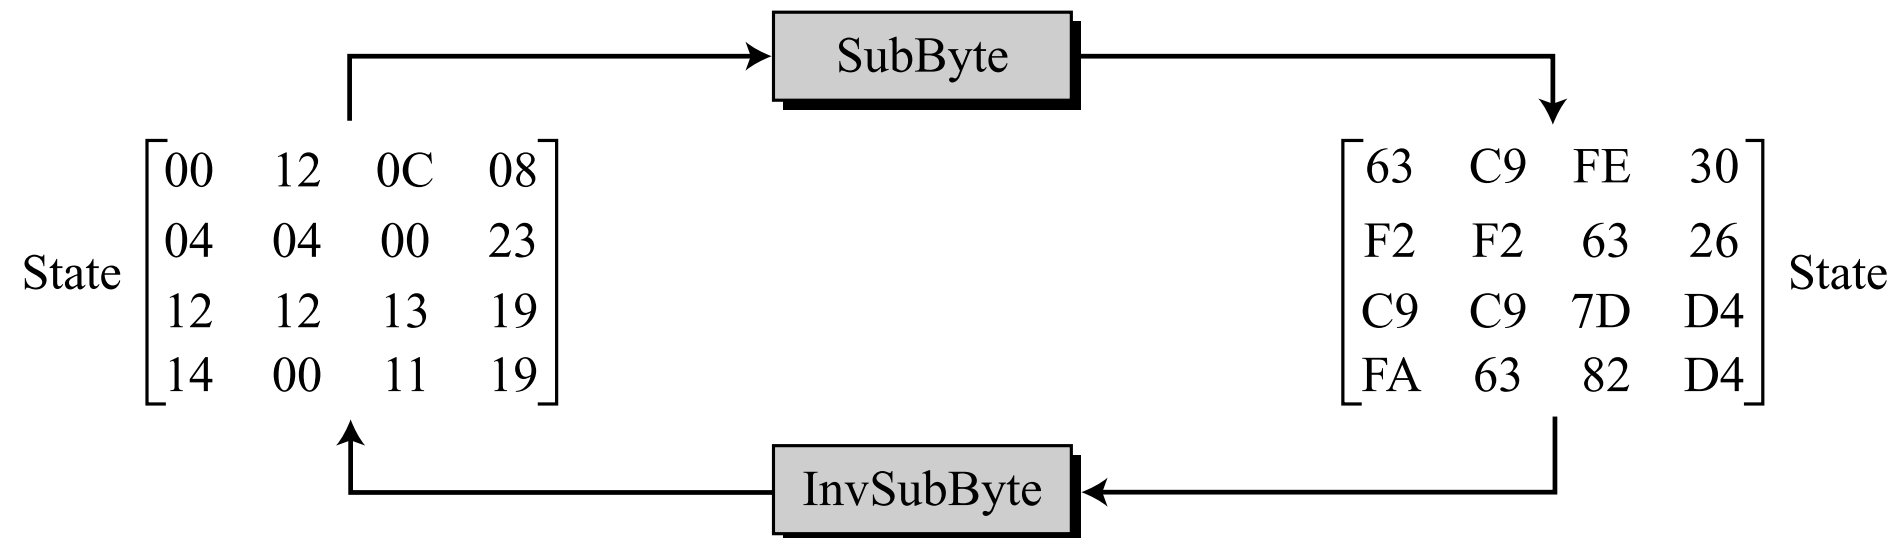 SubByte
00 12 0C 08
04 04 00 23
12 12 13 19
14 00 11 19
State
63 C9 FE 30
F2 F2 63 26
C9 C9 7D D4
FA 63 82 D4
State
InvSubByte